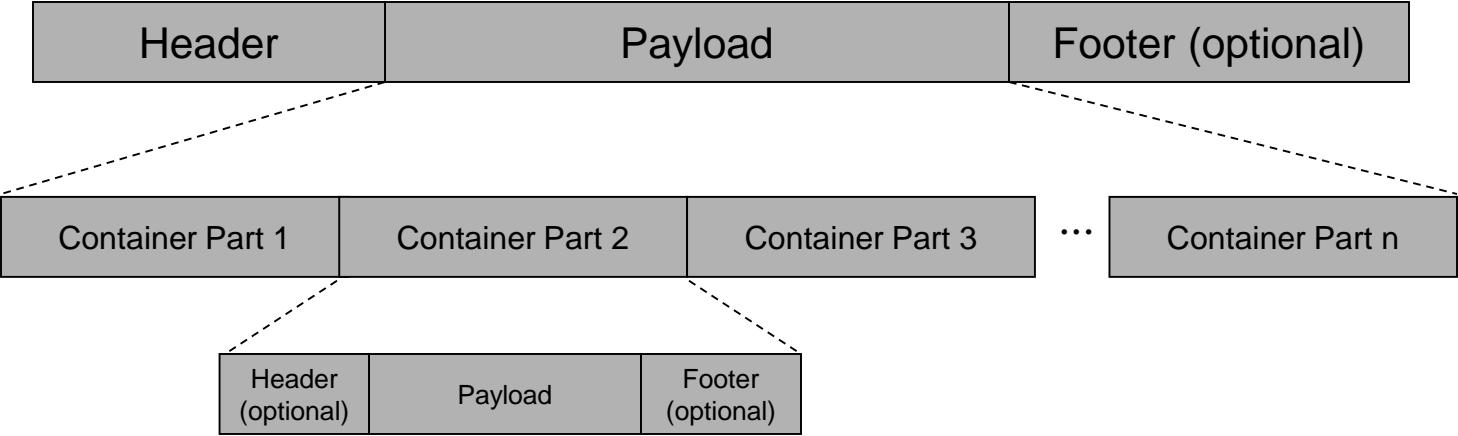 Header
Payload
Footer (optional)
Container Part 1
Container Part 2
Container Part 3
...
Container Part n
Header
(optional)
Payload
Footer
(optional)